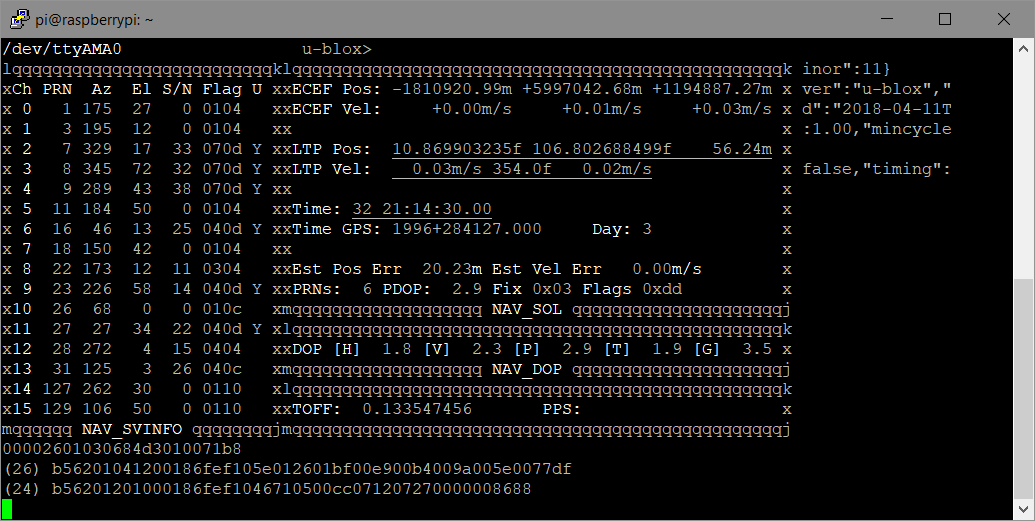 pi@raspberrypi: ~
/dev/ttyAMA0                  u-blox>
lqqqqqqqqqqqqqqqqqqqqqqqqqqklqqqqqqqqqqqqqqqqqqqqqqqqqqqqqqqqqqqqqqqqqqqqqqqqqqqqqk inor":11}
xCh PRN  Az   El  S/N Flag U xxECEF Pos: -1810920.99m +5997042.68m +1194887.27m x ver":"u-blox","
x 0   1 175   27    0 0104   xxECEF Vel:     +0.00m/s     +0.01m/s     +0.03m/s x d":"2018-04-11T
x 1   3 195   12    0 0104   xx                                                 x :1.00,"mincycle
x 2   7 329   17   33 070d Y xxLTP Pos:  10.869903235f 106.802688499f    56.24m x
x 3   8 345   72   32 070d Y xxLTP Vel:    0.03m/s 354.0f   0.02m/s             x false,"timing":
x 4   9 289   43   38 070d Y xx                                                 x
x 5  11 184   50    0 0104   xxTime: 32 21:14:30.00                             x
x 6  16  46   13   25 040d Y xxTime GPS: 1996+284127.000     Day: 3             x
x 7  18 150   42    0 0104   xx                                                 x
x 8  22 173   12   11 0304   xxEst Pos Err  20.23m Est Vel Err   0.00m/s        x
x 9  23 226   58   14 040d Y xxPRNs:  6 PDOP:  2.9 Fix 0x03 Flags 0xdd          x
x10  26  68    0    0 010c   xmqqqqqqqqqqqqqqqqqqq NAV_SOL qqqqqqqqqqqqqqqqqqqqqj
x11  27  27   34   22 040d Y xlqqqqqqqqqqqqqqqqqqqqqqqqqqqqqqqqqqqqqqqqqqqqqqqqqk
x12  28 272    4   15 0404   xxDOP [H]  1.8 [V]  2.3 [P]  2.9 [T]  1.9 [G]  3.5 x
x13  31 125    3   26 040c   xmqqqqqqqqqqqqqqqqqqq NAV_DOP qqqqqqqqqqqqqqqqqqqqqj
x14 127 262   30    0 0110   xlqqqqqqqqqqqqqqqqqqqqqqqqqqqqqqqqqqqqqqqqqqqqqqqqqk
x15 129 106   50    0 0110   xxTOFF:  0.133547456       PPS:                    x
mqqqqqq NAV_SVINFO qqqqqqqqjmqqqqqqqqqqqqqqqqqqqqqqqqqqqqqqqqqqqqqqqqqqqqqqqqqqj
00002601030684d3010071b8
(26) b56201041200186fef105e012601bf00e900b4009a005e0077df
(24) b56201201000186fef1046710500cc071207270000008688